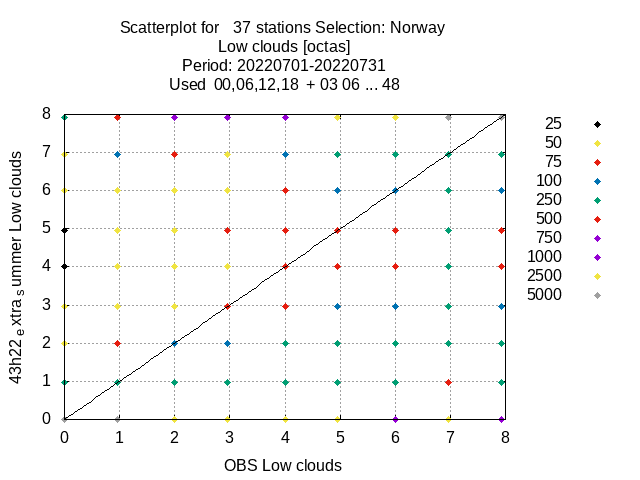 Scatterplot for 37 stations Selection: Norway
Low clouds [octas]
Period: 20220701-20220731
Used 00,06,12,18 + 03 06 ... 48
8
7
6
5
4
3
2
1
0
43h22 e xtra s ummer Low clouds
0 1 2 3 4 5 6 7 8
OBS Low clouds
25
50
75
100
250
500
750
1000
2500
5000